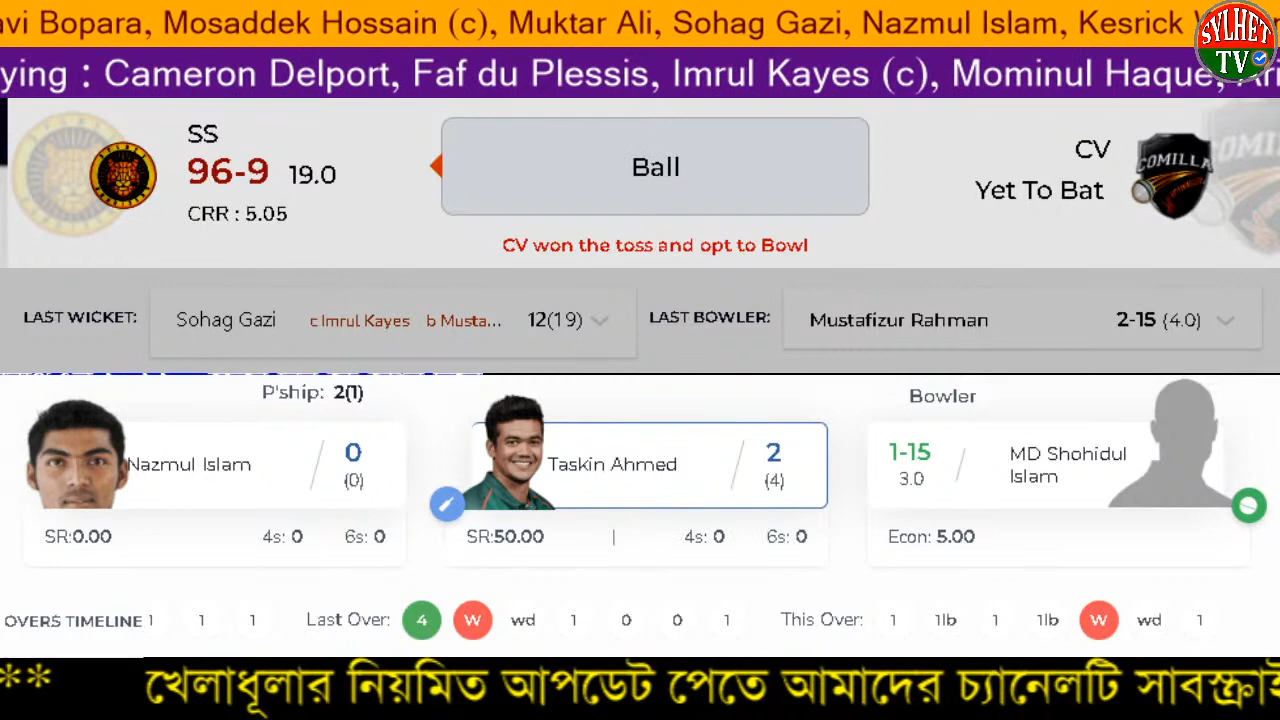 avi Bopara, Mosaddek Hossain (c), Muktar Ali, Sohag Gazi, Nazmul Islam, Kesrick
SYLHET
TV
ying : Cameron Delport, Faf du Plessis, Imrul Kayes (c), Mominul Haque,
SS
96-9 19.0
CRR : 5.05
Ball
CV
Yet To Bat
COMILLA
CV won the toss and opt to Bowl
LAST WICKET: Sohag Gazi c Imrul Kayes b Musta... 12(19)
LAST BOWLER: Mustafizur Rahman 2-15 (4.0)
P'ship: 2(1)
Bowler
Nazmul Islam 0 (0)
SR:0.00 4s: 0 6s: 0
Taskin Ahmed 2 (4)
SR:50.00 | 4s: 0 6s: 0
1-15 3.0 MD Shohidul Islam
Econ: 5.00
OVERS TIMELINE 1 1 1 Last Over: 4 W wd 1 0 0 1 This Over: 1 1lb 1 1lb W wd 1
** খেলাধূলার নিয়মিত আপডেট পেতে আমাদের চ্যানেলটি সাবস্ক্রাই